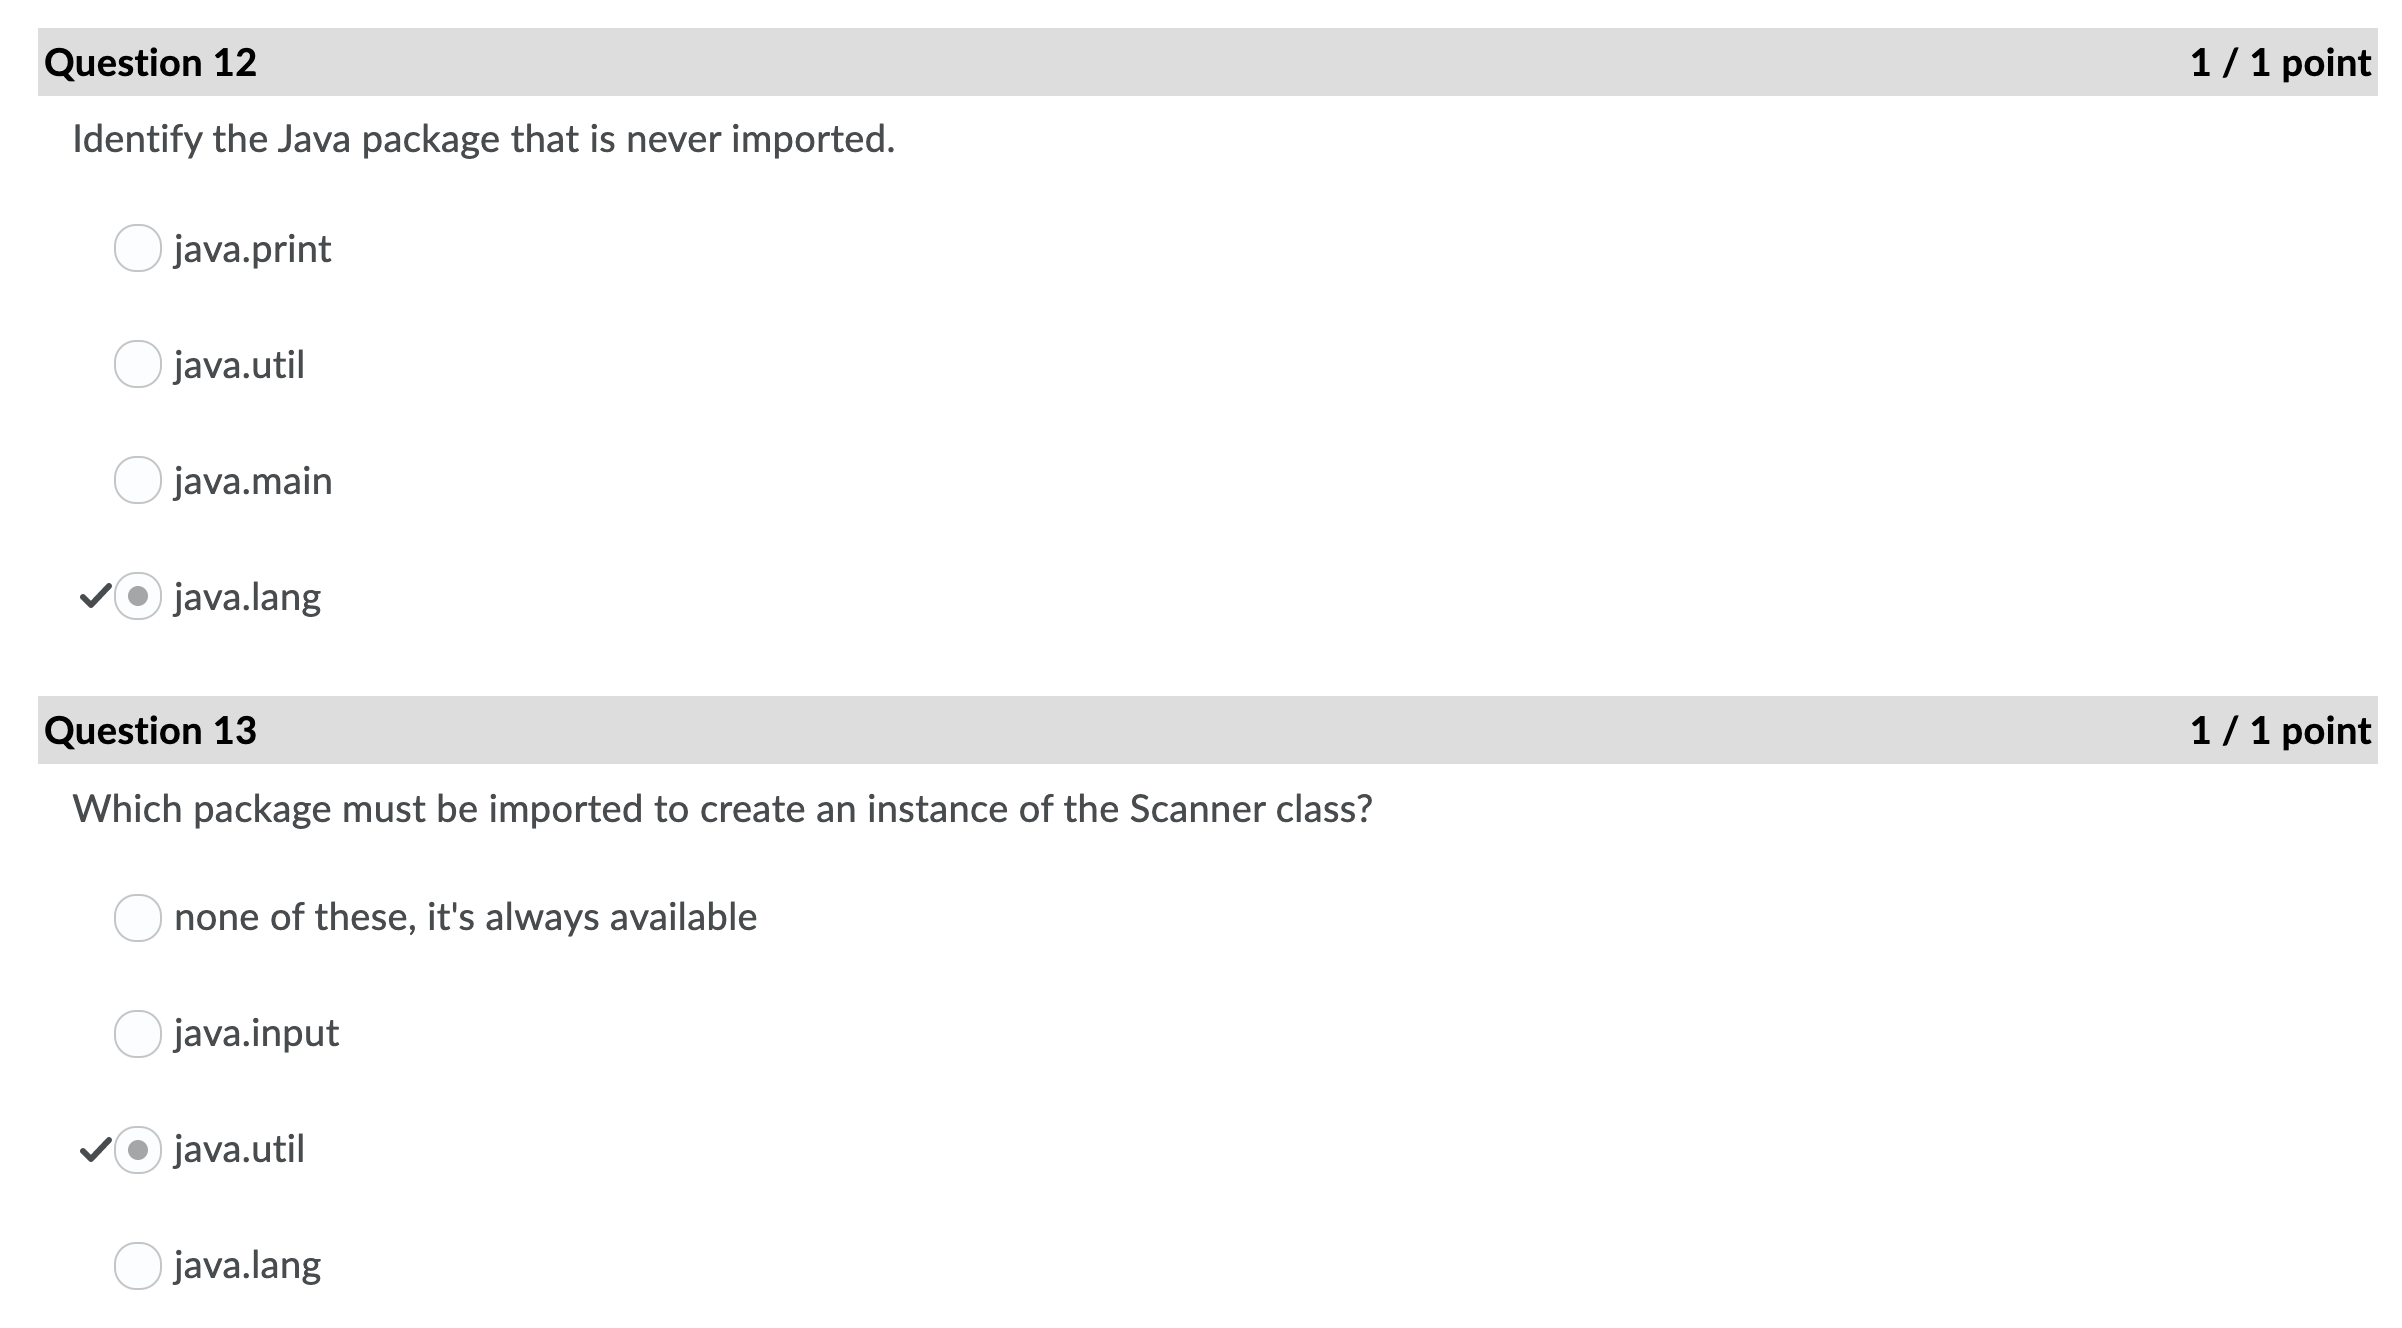 Question 12 1 / 1 point
Identify the Java package that is never imported.
java.print
java.util
java.main
java.lang
Question 13 1 / 1 point
Which package must be imported to create an instance of the Scanner class?
none of these, it's always available
java.input
java.util
java.lang